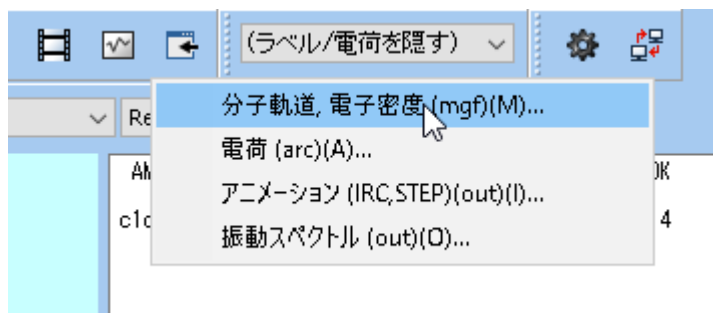 (ラベル/電荷を隠す)
分子軌道, 電子密度 (mgf)(M)...
Re
電荷 (arc)(A)...
AM
アニメーション (IRC,STEP)(out)(I)...
c1c
4
振動スペクトル (out)(O)...